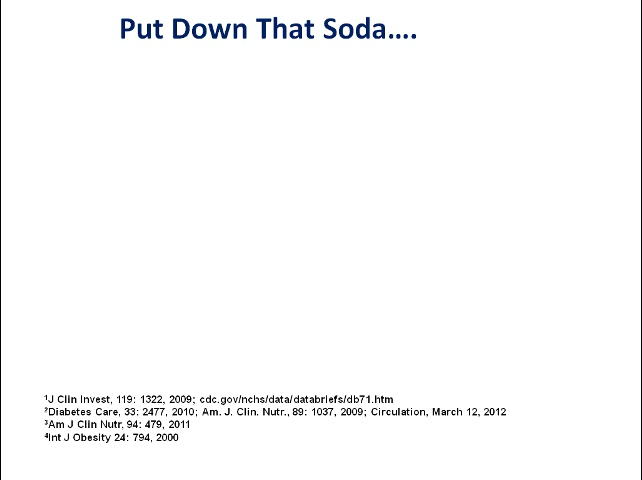 Put Down That Soda….
¹J Clin Invest, 119: 1322, 2009; cdc.gov/nchs/data/databriefs/db71.htm
²Diabetes Care, 33: 2477, 2010; Am. J. Clin. Nutr., 89: 1037, 2009; Circulation, March 12, 2012
³Am J Clin Nutr, 94: 479, 2011
⁴Int J Obesity 24: 794, 2000